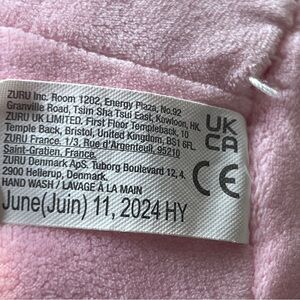 ZURU Inc. Room 1202, Energy Plaza, No.92
Granville Road, Tsim Sha Tsui East, Kowloon, HK.
ZURU UK LIMITED. First Floor Templeback, 10
Temple Back, Bristol, United Kingdom, BS1 6FL.
ZURU France. 1/3, Rue d'Argenteuil, 95210
Saint-Gratien, France.
ZURU Denmark ApS. Tuborg Boulevard 12, 4.
2900 Hellerup, Denmark.
HAND WASH / LAVAGE À LA MAIN
June(Juin) 11, 2024 HY
UK
CA
CE